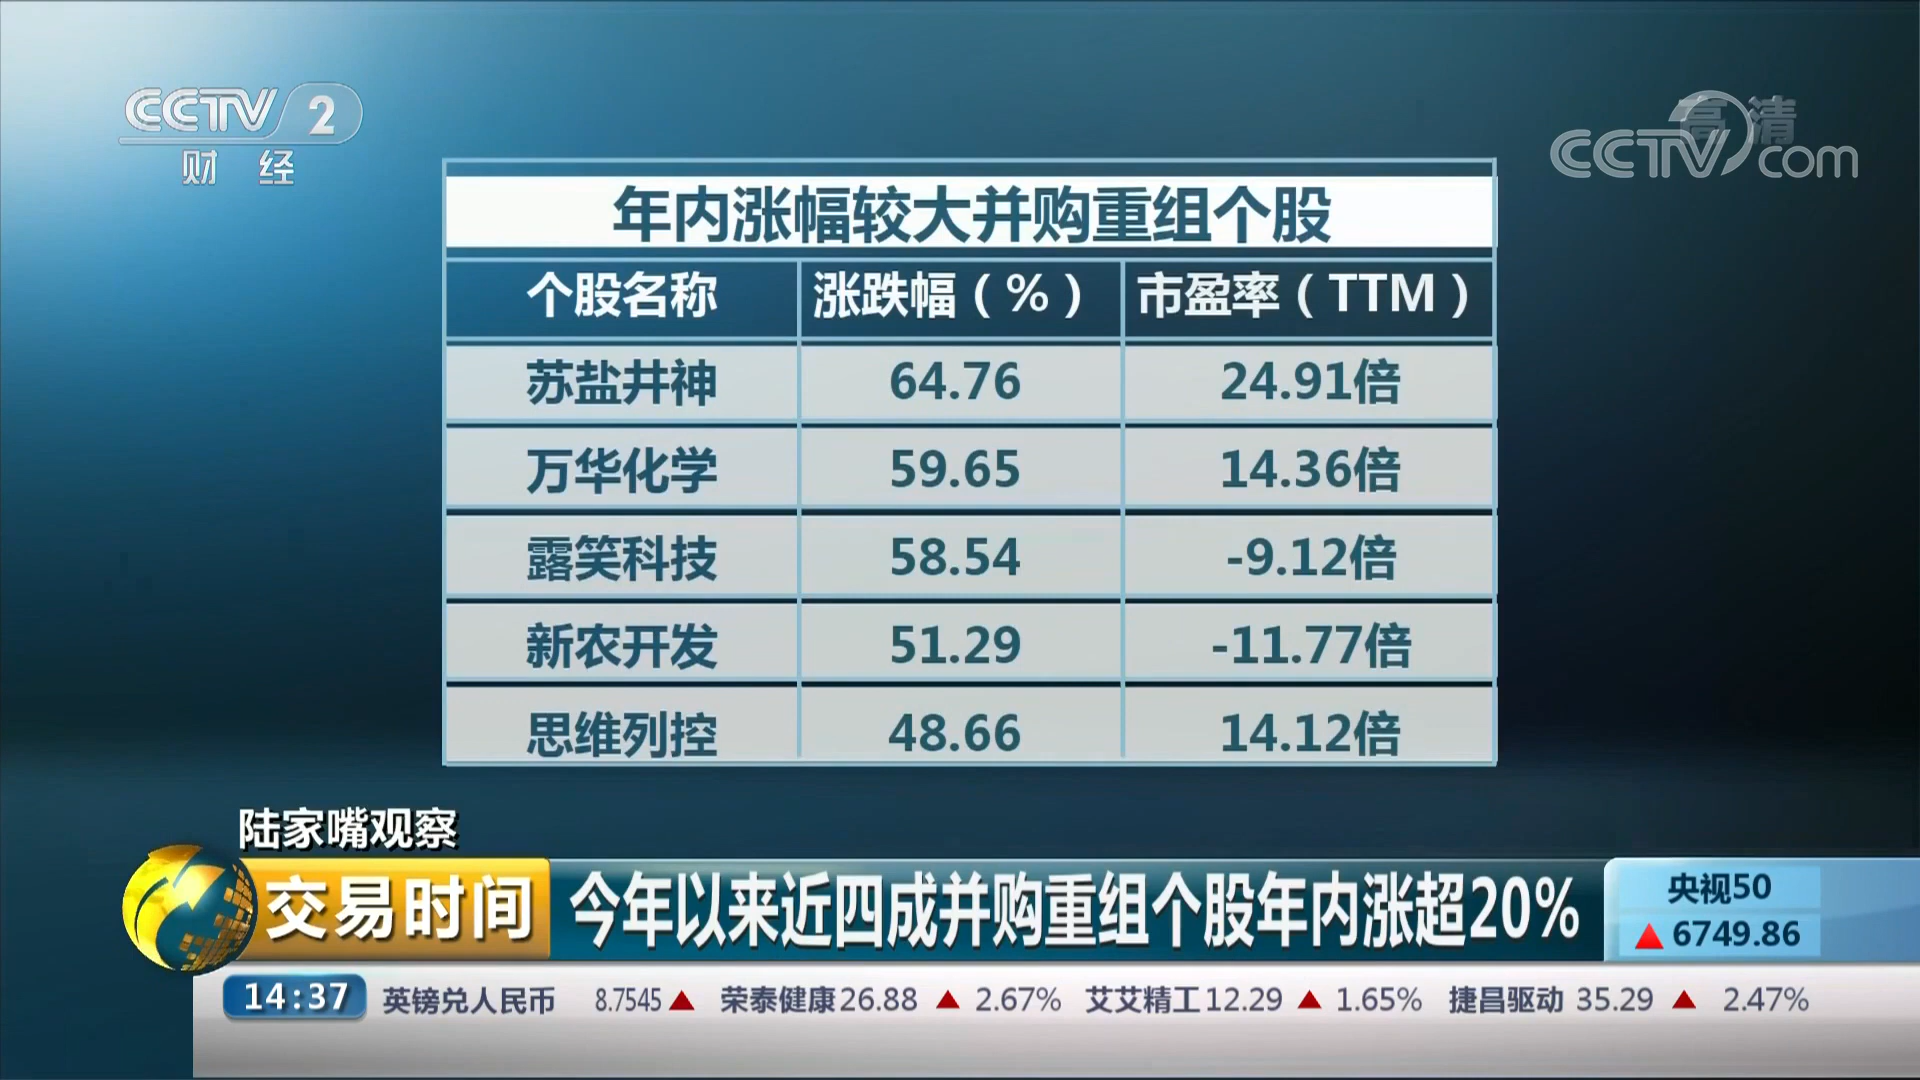 CCTV 2
财 经
高清
CCTV com
年内涨幅较大并购重组个股
个股名称 涨跌幅（%） 市盈率（TTM）
苏盐井神 64.76 24.91倍
万华化学 59.65 14.36倍
露笑科技 58.54 -9.12倍
新农开发 51.29 -11.77倍
思维列控 48.66 14.12倍
陆家嘴观察
交易时间 今年以来近四成并购重组个股年内涨超20%
央视50
▲ 6749.86
14:37 英镑兑人民币 8.7545▲ 荣泰健康26.88 ▲ 2.67% 艾艾精工12.29 ▲ 1.65% 捷昌驱动 35.29 ▲ 2.47%